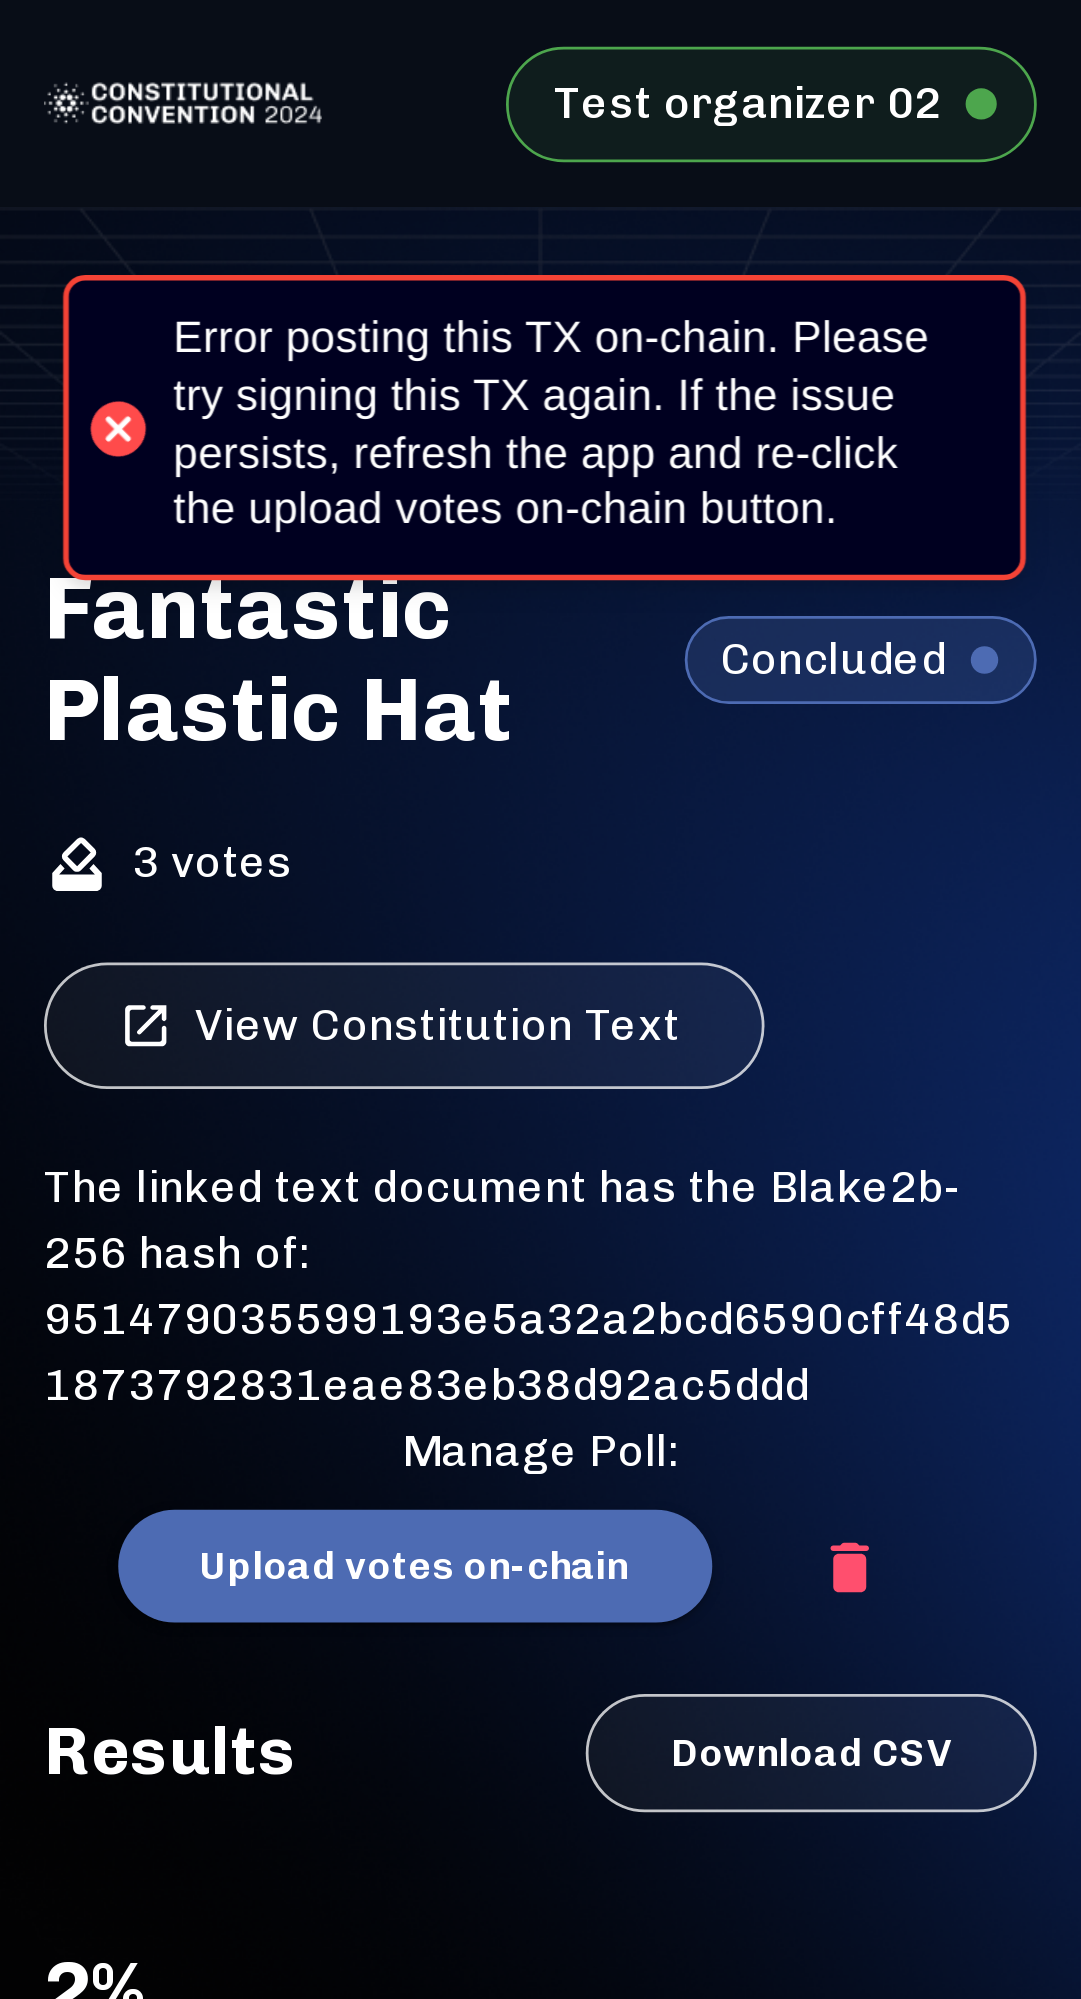 CONSTITUTIONAL
CONVENTION 2024
Test organizer 02
Error posting this TX on-chain. Please
try signing this TX again. If the issue
persists, refresh the app and re-click
the upload votes on-chain button.
Fantastic
Plastic Hat
Concluded
3 votes
View Constitution Text
The linked text document has the Blake2b-
256 hash of:
951479035599193e5a32a2bcd6590cff48d5
1873792831eae83eb38d92ac5ddd
Manage Poll:
Upload votes on-chain
Results
Download CSV
2%